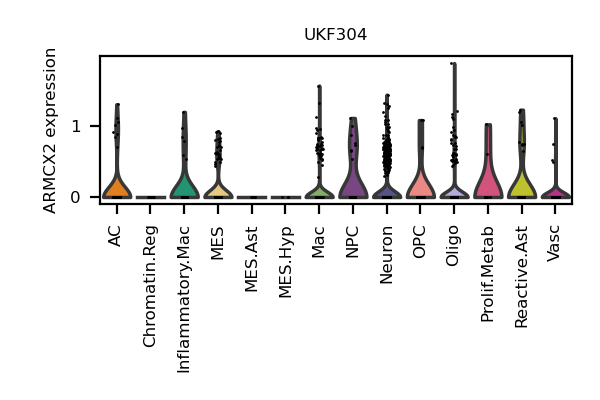 UKF304
ARMCX2 expression
1
0
AC
Chromatin.Reg
Inflammatory.Mac
MES
MES.Ast
MES.Hyp
Mac
NPC
Neuron
OPC
Oligo
Prolif.Metab
Reactive.Ast
Vasc